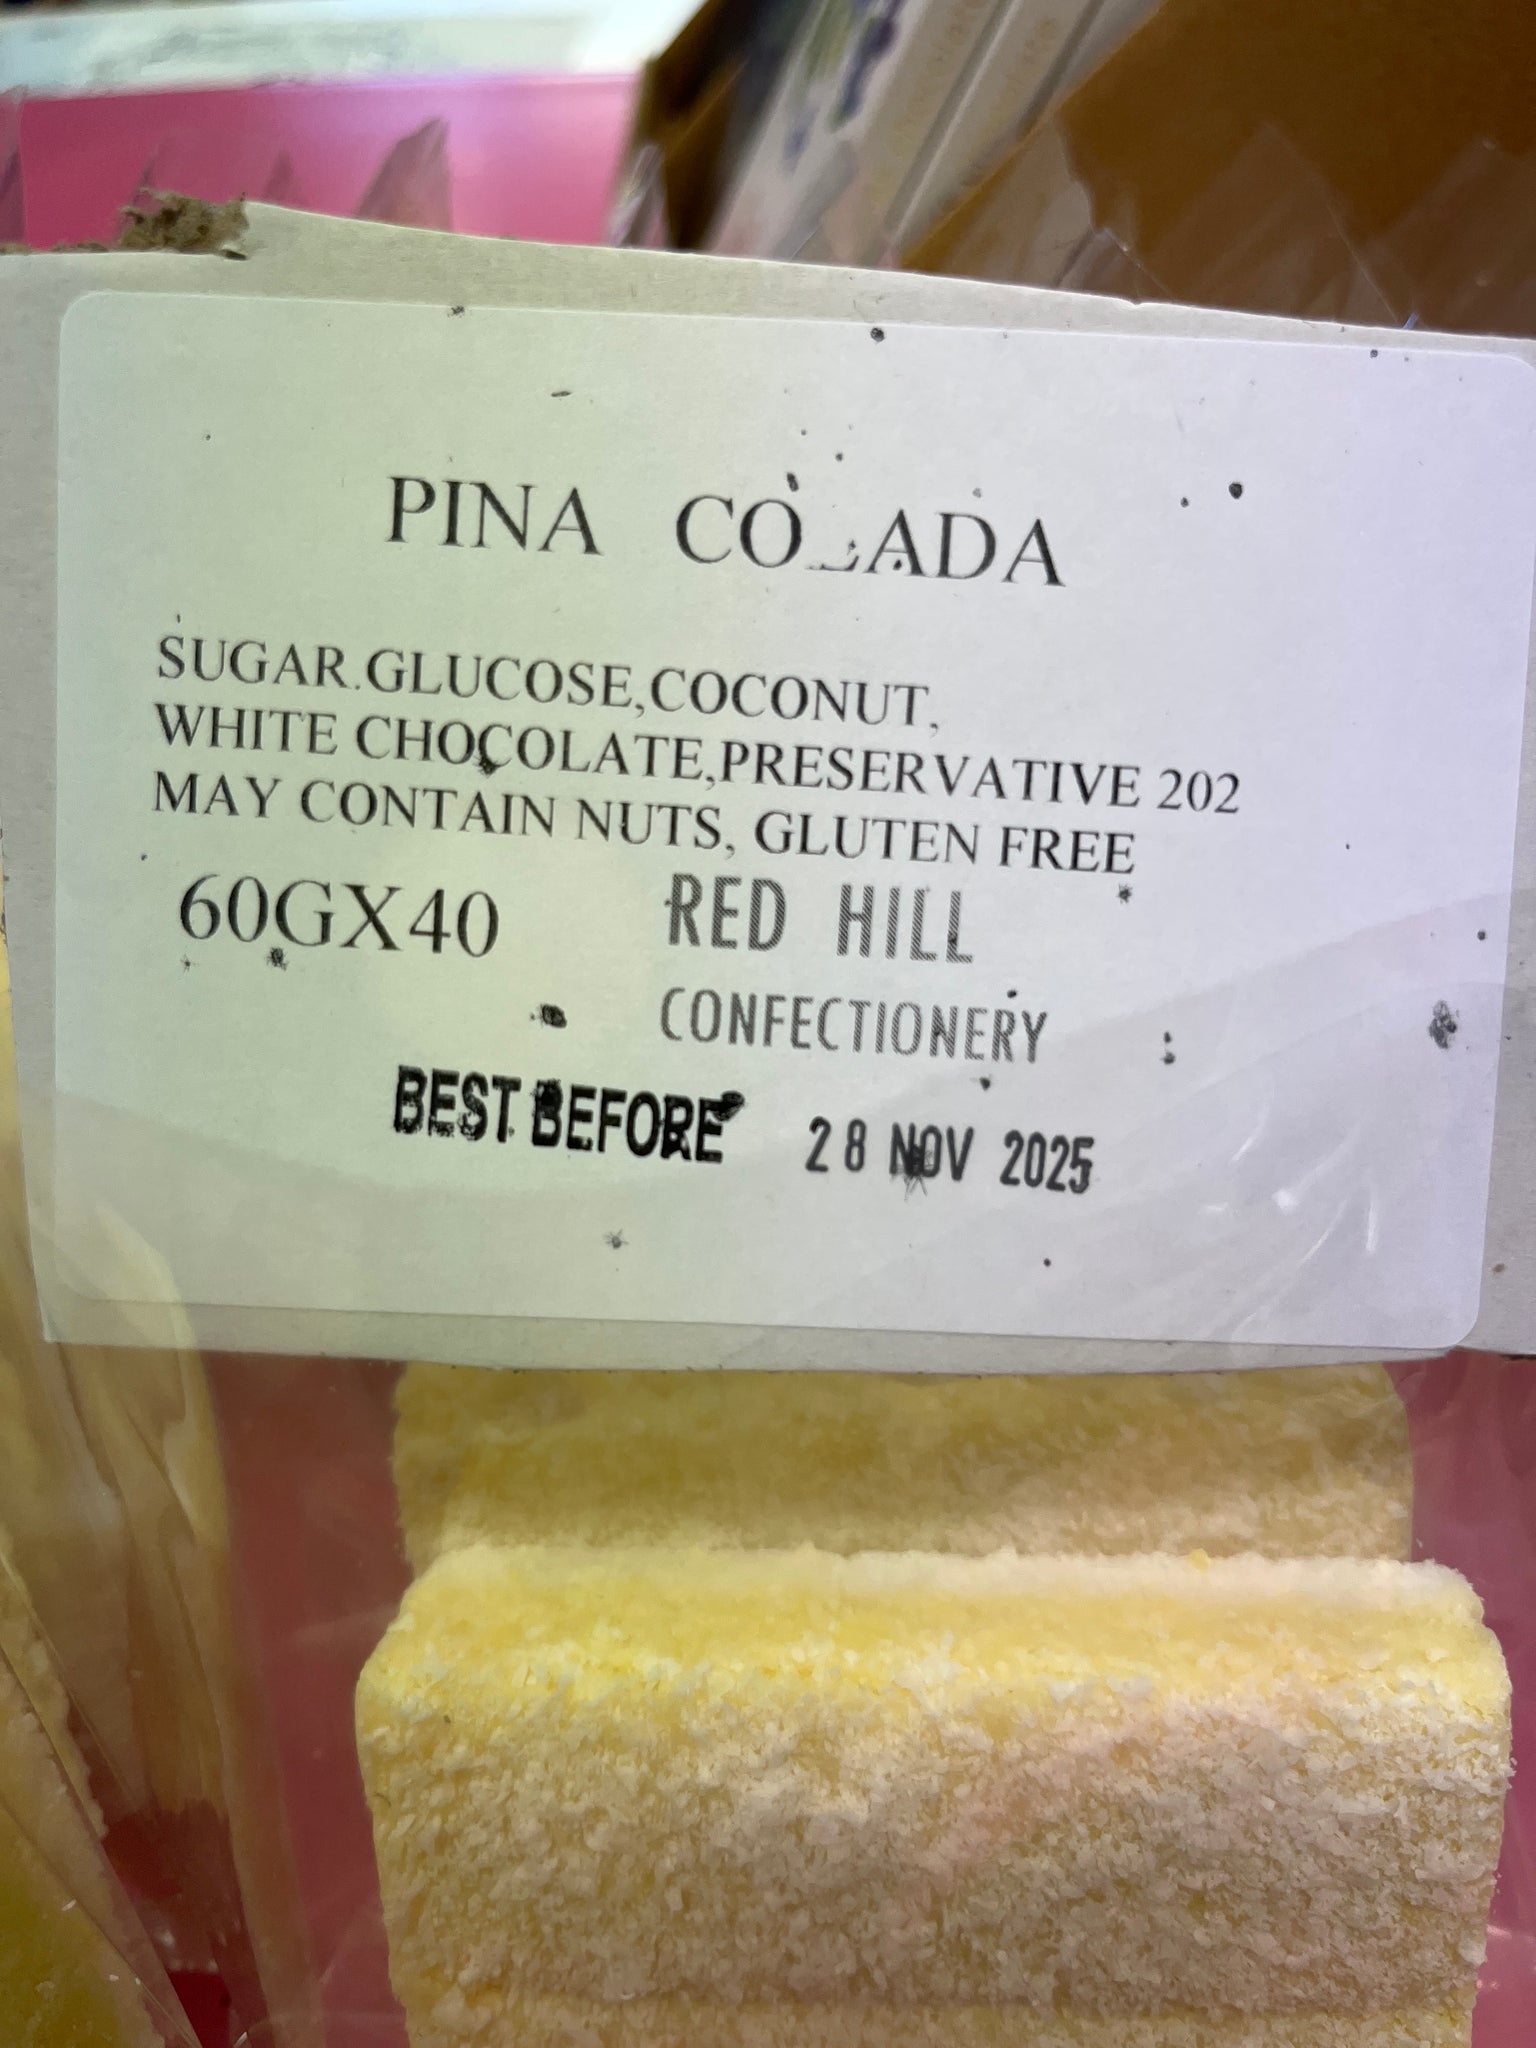 PINA COLADA
SUGAR.GLUCOSE,COCONUT,
WHITE CHOCOLATE,PRESERVATIVE 202
MAY CONTAIN NUTS, GLUTEN FREE
60GX40 RED HILL
CONFECTIONERY
BEST BEFORE 28 NOV 2025